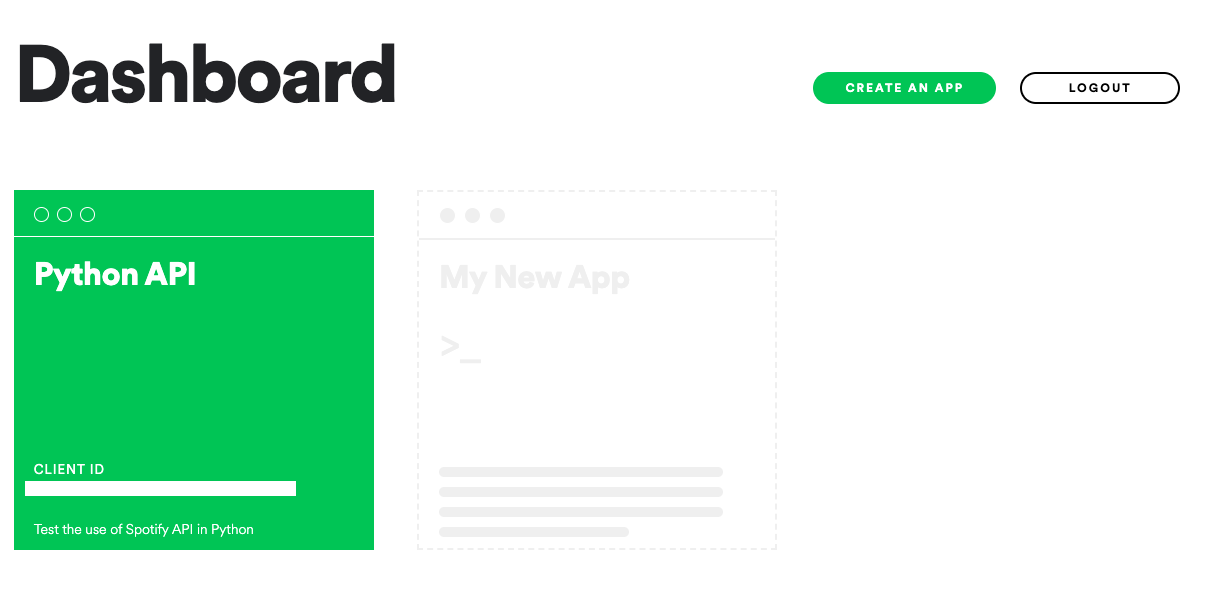 Dashboard
CREATE AN APP
LOGOUT
Python API
My New App
>_
CLIENT ID
Test the use of Spotify API in Python